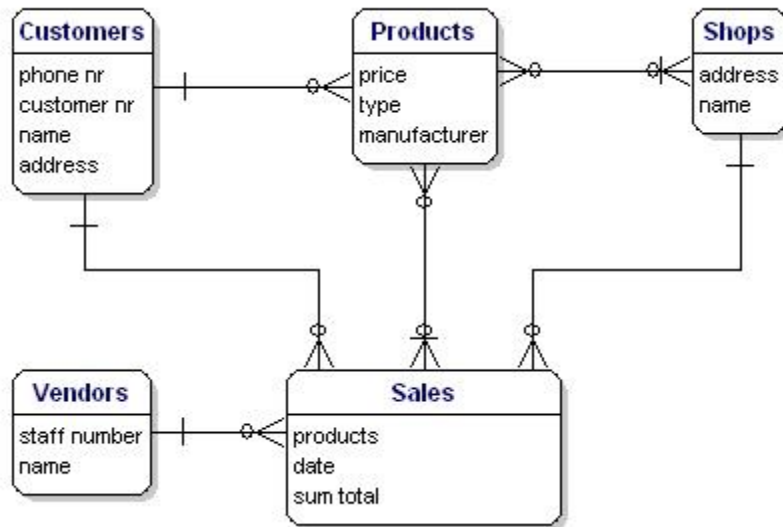 Customers
phone nr
customer nr
name
address
Products
price
type
manufacturer
Shops
address
name
Vendors
staff number
name
Sales
products
date
sum total